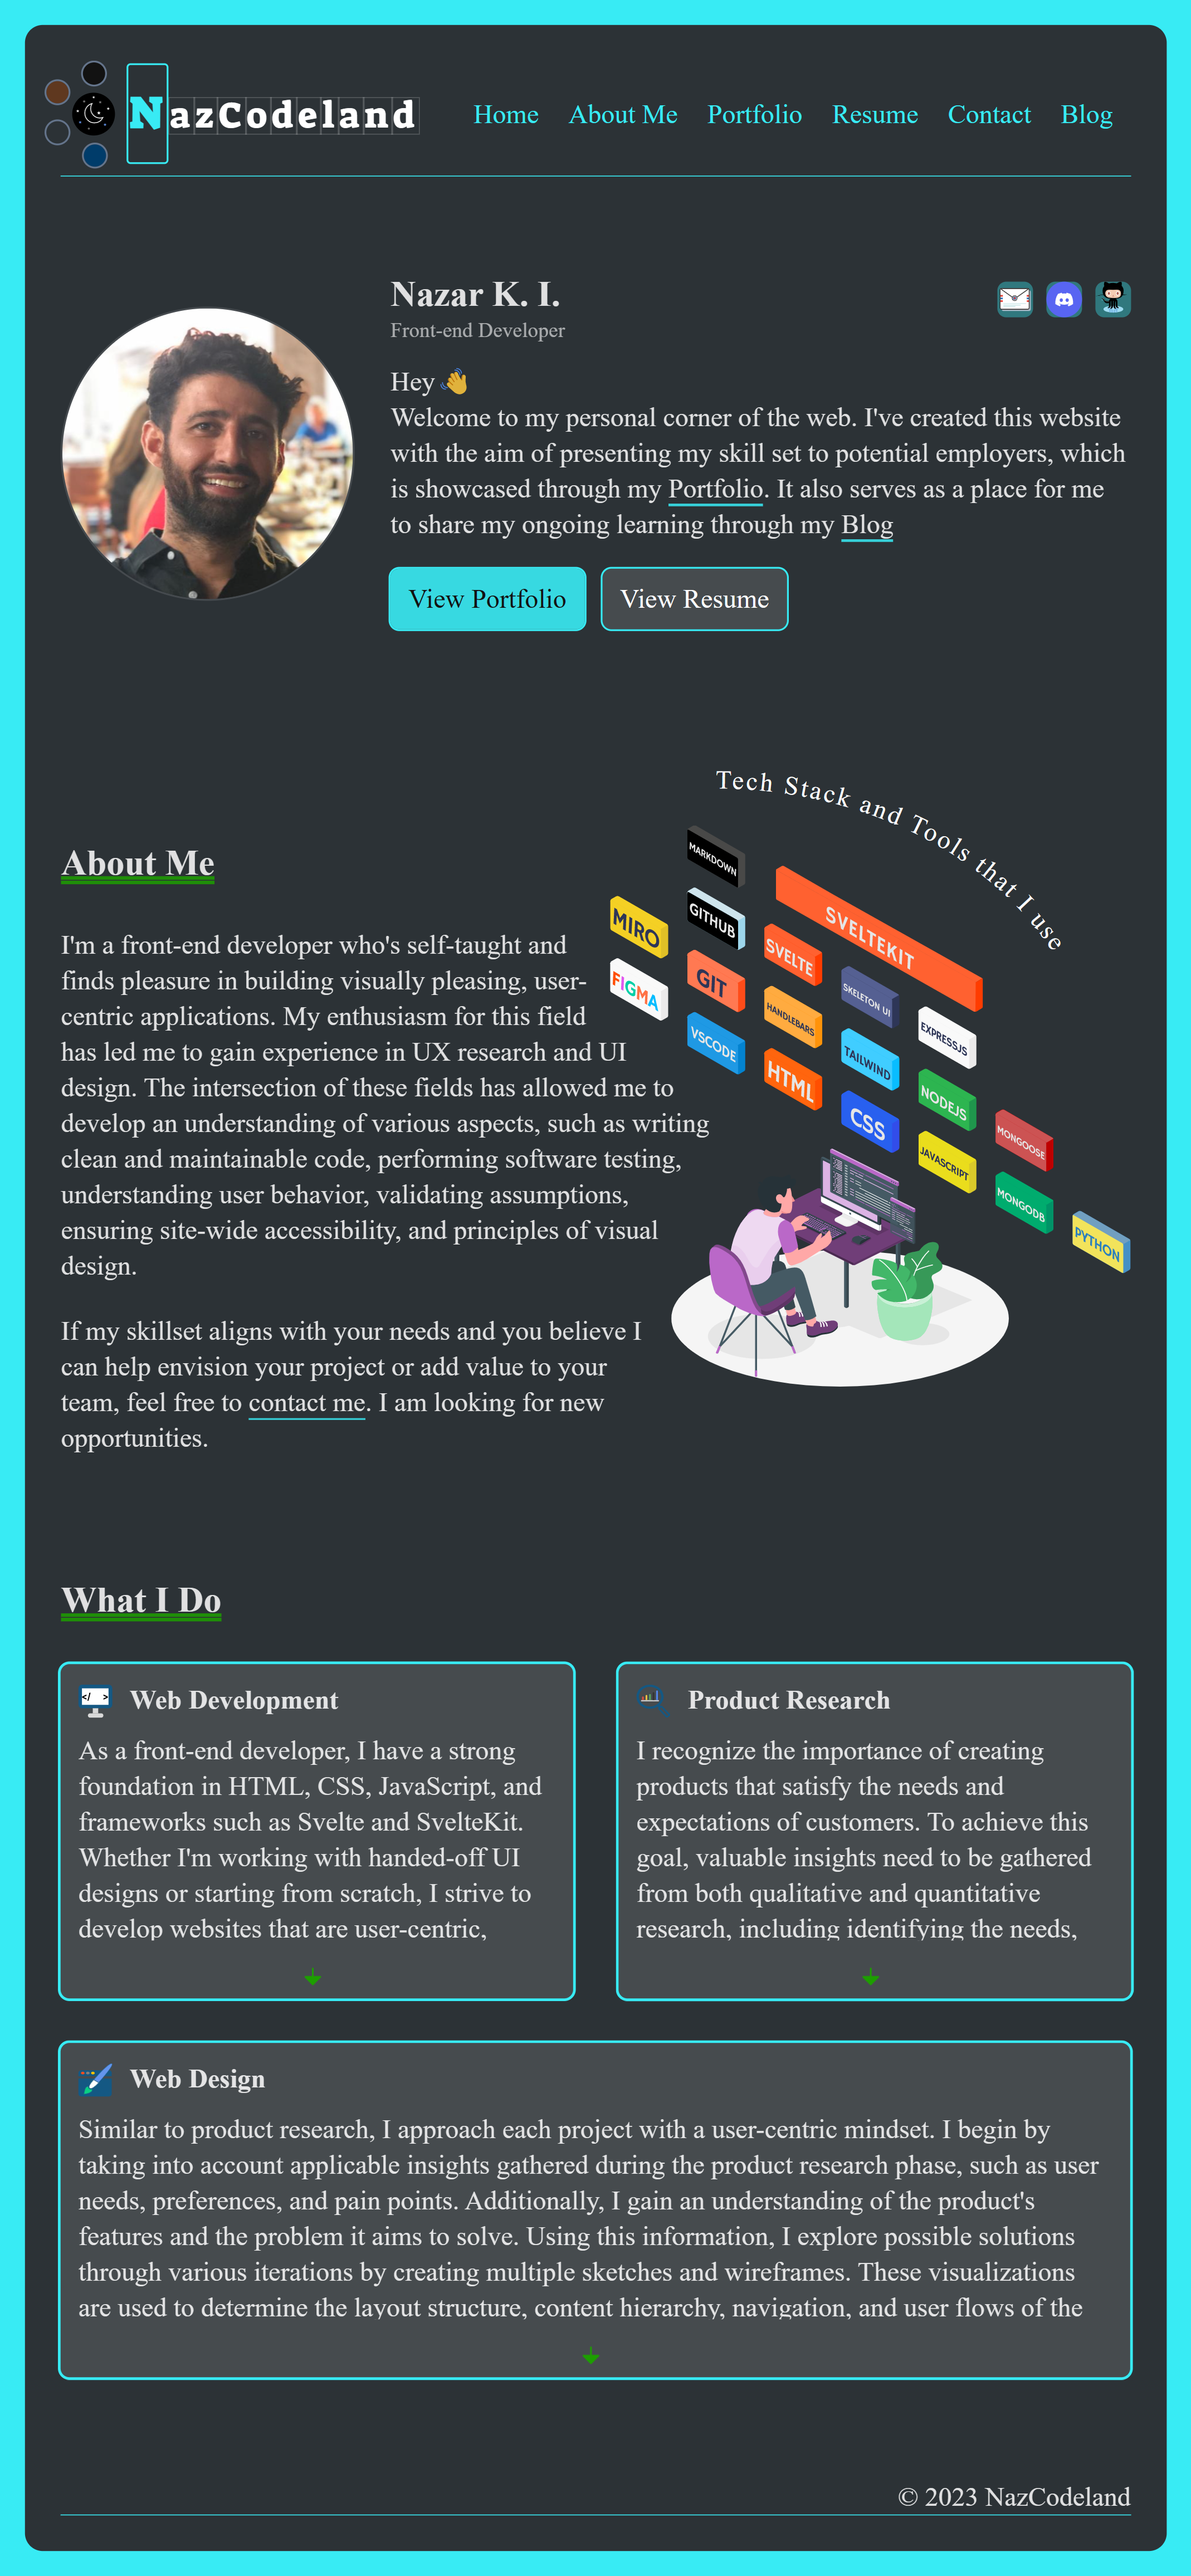 NazCodeland
Home About Me Portfolio Resume Contact Blog
Nazar K. I.
Front-end Developer
Hey 👋
Welcome to my personal corner of the web. I've created this website
with the aim of presenting my skill set to potential employers, which
is showcased through my Portfolio. It also serves as a place for me
to share my ongoing learning through my Blog
View Portfolio
View Resume
Tech Stack and Tools that I use
About Me
I'm a front-end developer who's self-taught and
finds pleasure in building visually pleasing, user-
centric applications. My enthusiasm for this field
has led me to gain experience in UX research and UI
design. The intersection of these fields has allowed me to
develop an understanding of various aspects, such as writing
clean and maintainable code, performing software testing,
understanding user behavior, validating assumptions,
ensuring site-wide accessibility, and principles of visual
design.
If my skillset aligns with your needs and you believe I
can help envision your project or add value to your
team, feel free to contact me. I am looking for new
opportunities.
MARKDOWN
SVELTEKIT
MIRO
GITHUB
SVELTE
FIGMA
GIT
SKELETON UI
HANDLEBARS
EXPRESSJS
VSCODE
TAILWIND
HTML
NODEJS
CSS
MONGOOSE
JAVASCRIPT
MONGODB
PYTHON
What I Do
</> Web Development
As a front-end developer, I have a strong
foundation in HTML, CSS, JavaScript, and
frameworks such as Svelte and SvelteKit.
Whether I'm working with handed-off UI
designs or starting from scratch, I strive to
develop websites that are user-centric,
Product Research
I recognize the importance of creating
products that satisfy the needs and
expectations of customers. To achieve this
goal, valuable insights need to be gathered
from both qualitative and quantitative
research, including identifying the needs,
Web Design
Similar to product research, I approach each project with a user-centric mindset. I begin by
taking into account applicable insights gathered during the product research phase, such as user
needs, preferences, and pain points. Additionally, I gain an understanding of the product's
features and the problem it aims to solve. Using this information, I explore possible solutions
through various iterations by creating multiple sketches and wireframes. These visualizations
are used to determine the layout structure, content hierarchy, navigation, and user flows of the
© 2023 NazCodeland